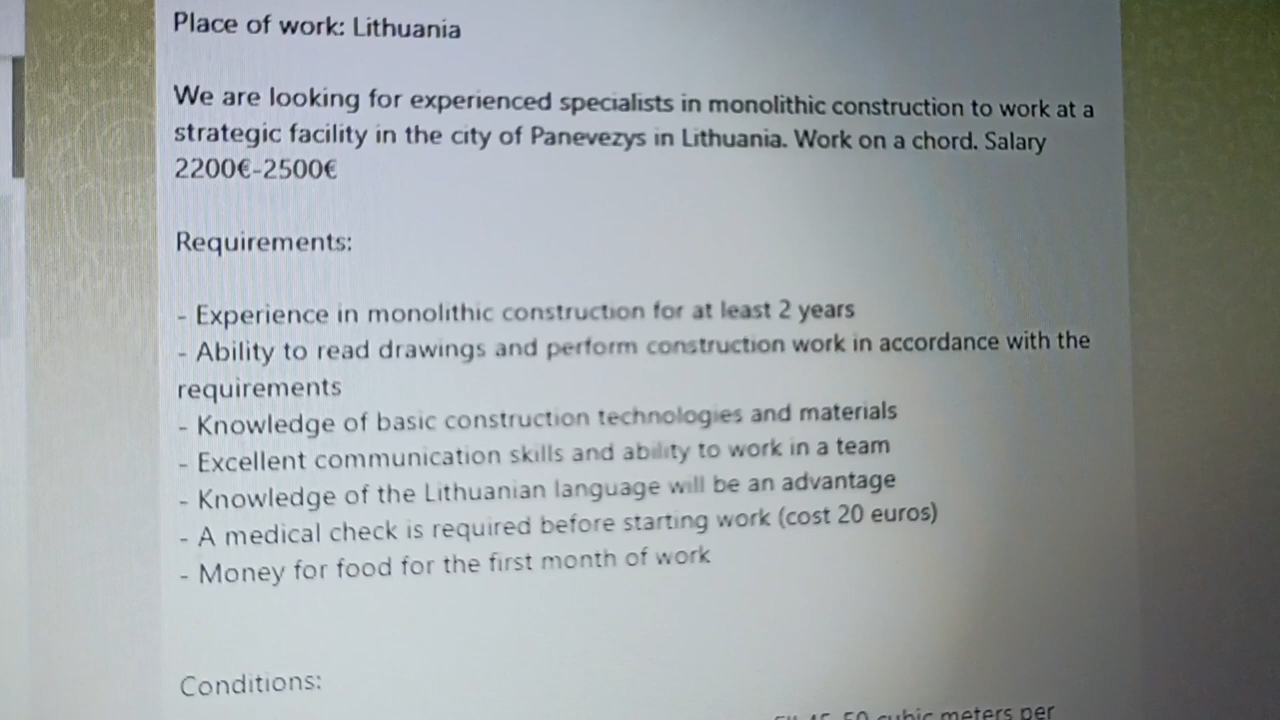 Place of work: Lithuania
We are looking for experienced specialists in monolithic construction to work at a
strategic facility in the city of Panevezys in Lithuania. Work on a chord. Salary
2200€-2500€
Requirements:
- Experience in monolithic construction for at least 2 years
- Ability to read drawings and perform construction work in accordance with the
requirements
- Knowledge of basic construction technologies and materials
- Excellent communication skills and ability to work in a team
- Knowledge of the Lithuanian language will be an advantage
- A medical check is required before starting work (cost 20 euros)
- Money for food for the first month of work
Conditions:
cubic meters per